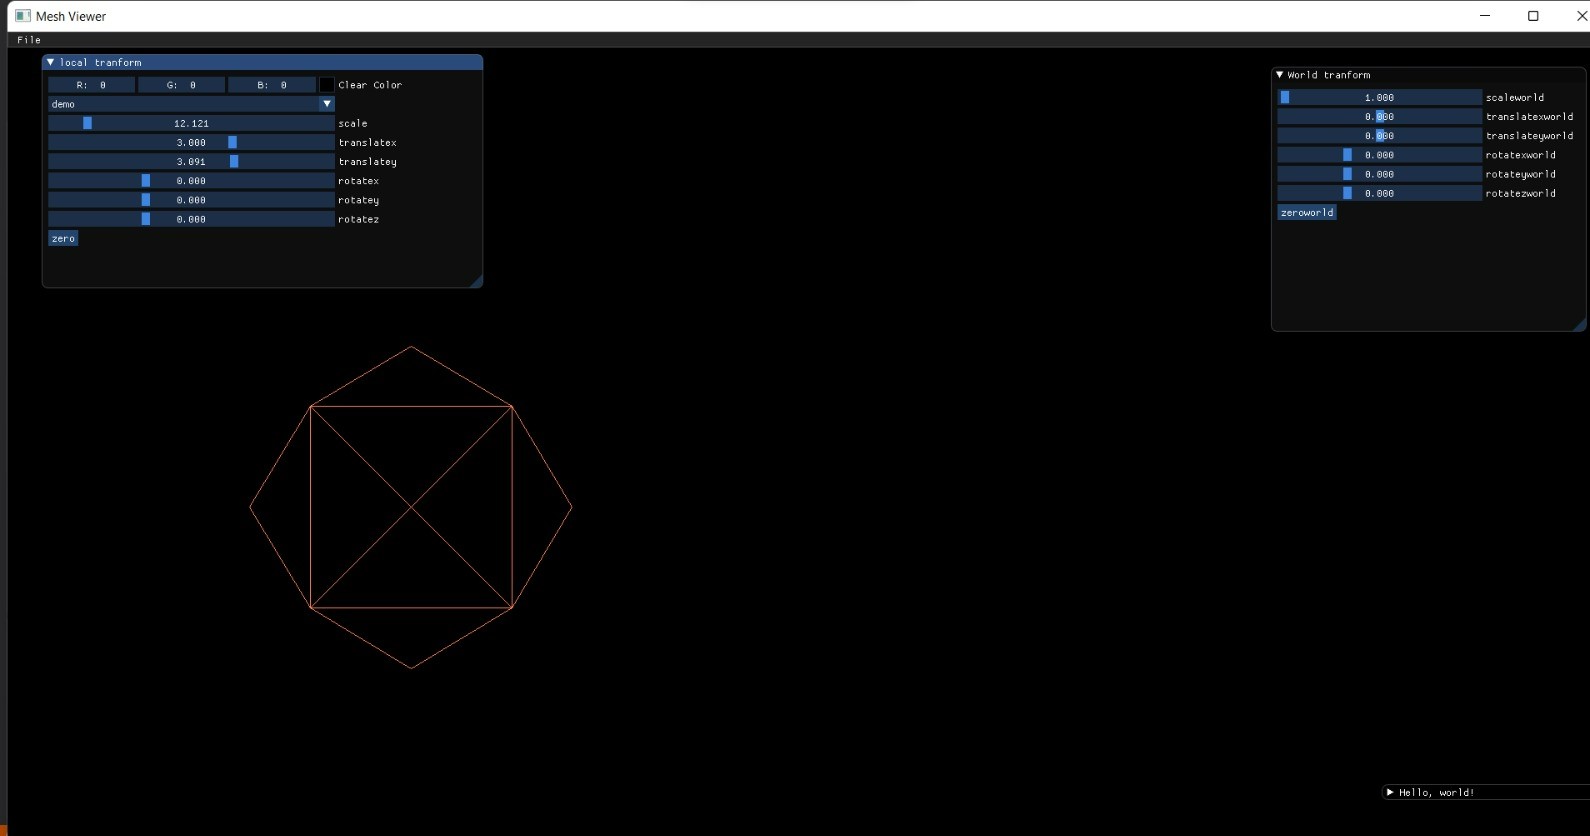 Mesh Viewer
File
local tranform
R: 0 G: 0 B: 0 Clear Color
demo
12.121 scale
3.000 translatex
3.091 translatey
0.000 rotatex
0.000 rotatey
0.000 rotatez
zero
World tranform
1.000 scaleworld
0.000 translatexworld
0.000 translateyworld
0.000 rotatexworld
0.000 rotateyworld
0.000 rotatezworld
zeroworld
Hello, world!